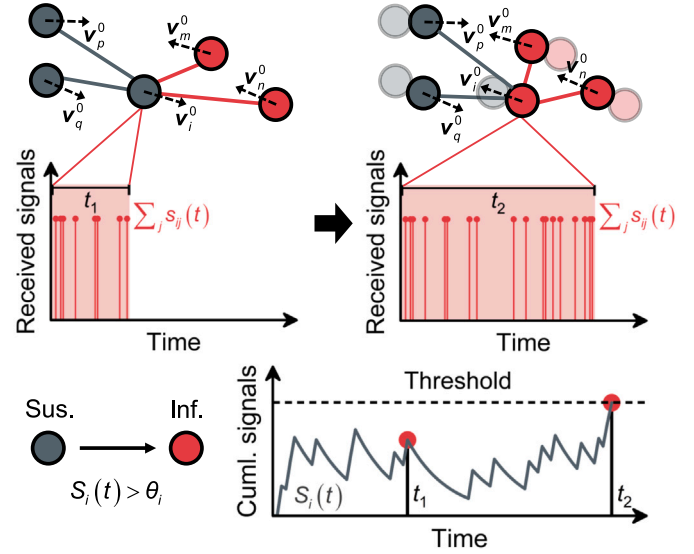 v_p^0
v_m^0
v_n^0
v_q^0
v_i^0
v_p^0
v_m^0
v_n^0
v_i^0
v_q^0
Received signals
t_1
∑_j s_ij(t)
Time
Received signals
t_2
∑_j s_ij(t)
Time
Sus.
Inf.
S_i(t) > θ_i
Cuml. signals
Threshold
S_i(t)
t_1
t_2
Time